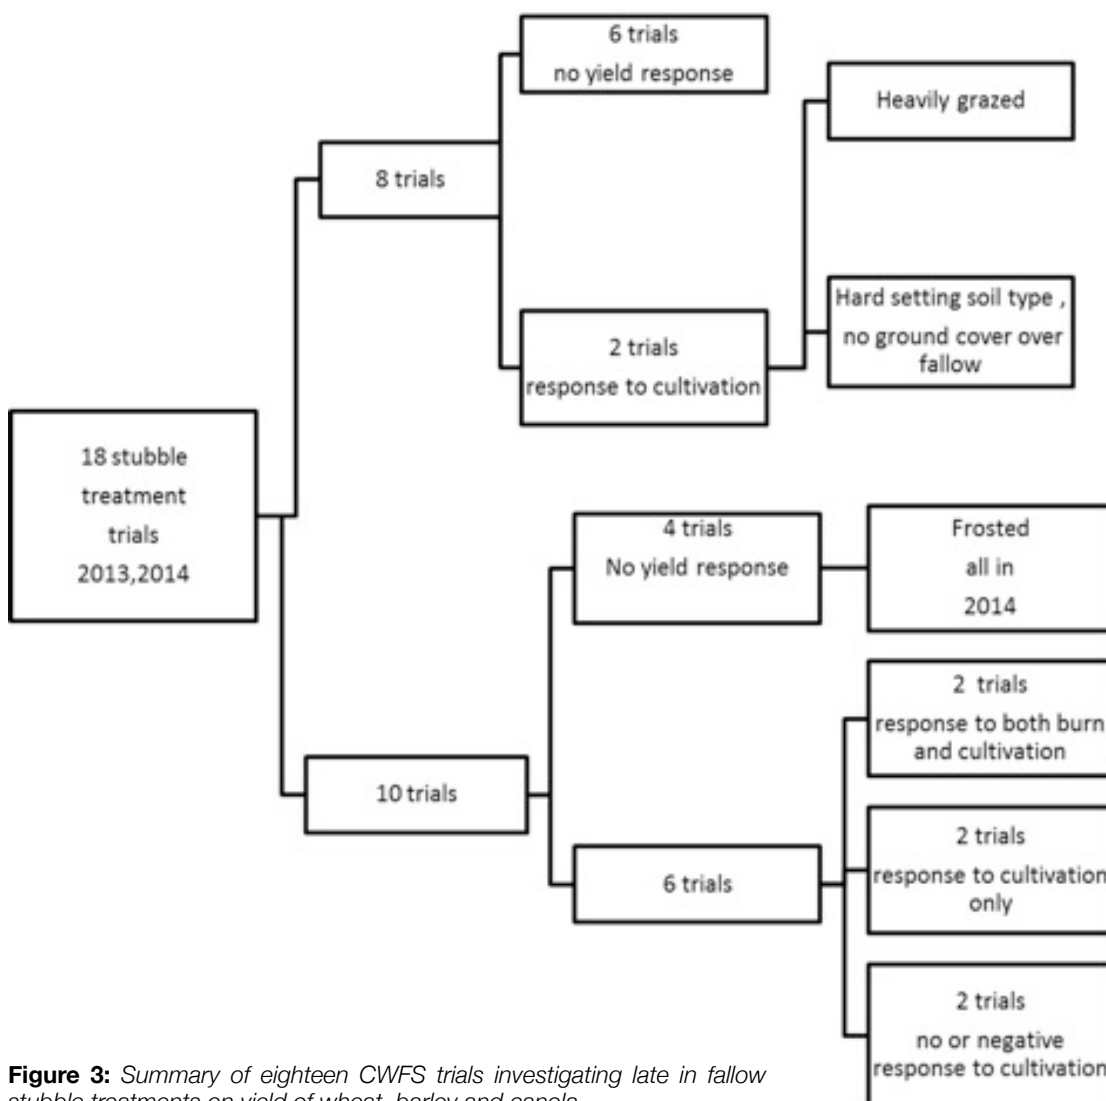 6 trials
no yield response
Heavily grazed
8 trials
Hard setting soil type ,
no ground cover over
fallow
2 trials
response to cultivation
18 stubble
treatment
trials
2013,2014
4 trials
No yield response
Frosted
all in
2014
2 trials
response to both burn
and cultivation
10 trials
2 trials
response to cultivation
only
6 trials
2 trials
no or negative
response to cultivation
Figure 3: Summary of eighteen CWFS trials investigating late in fallow
stubble treatments on yield of wheat, barley and canola